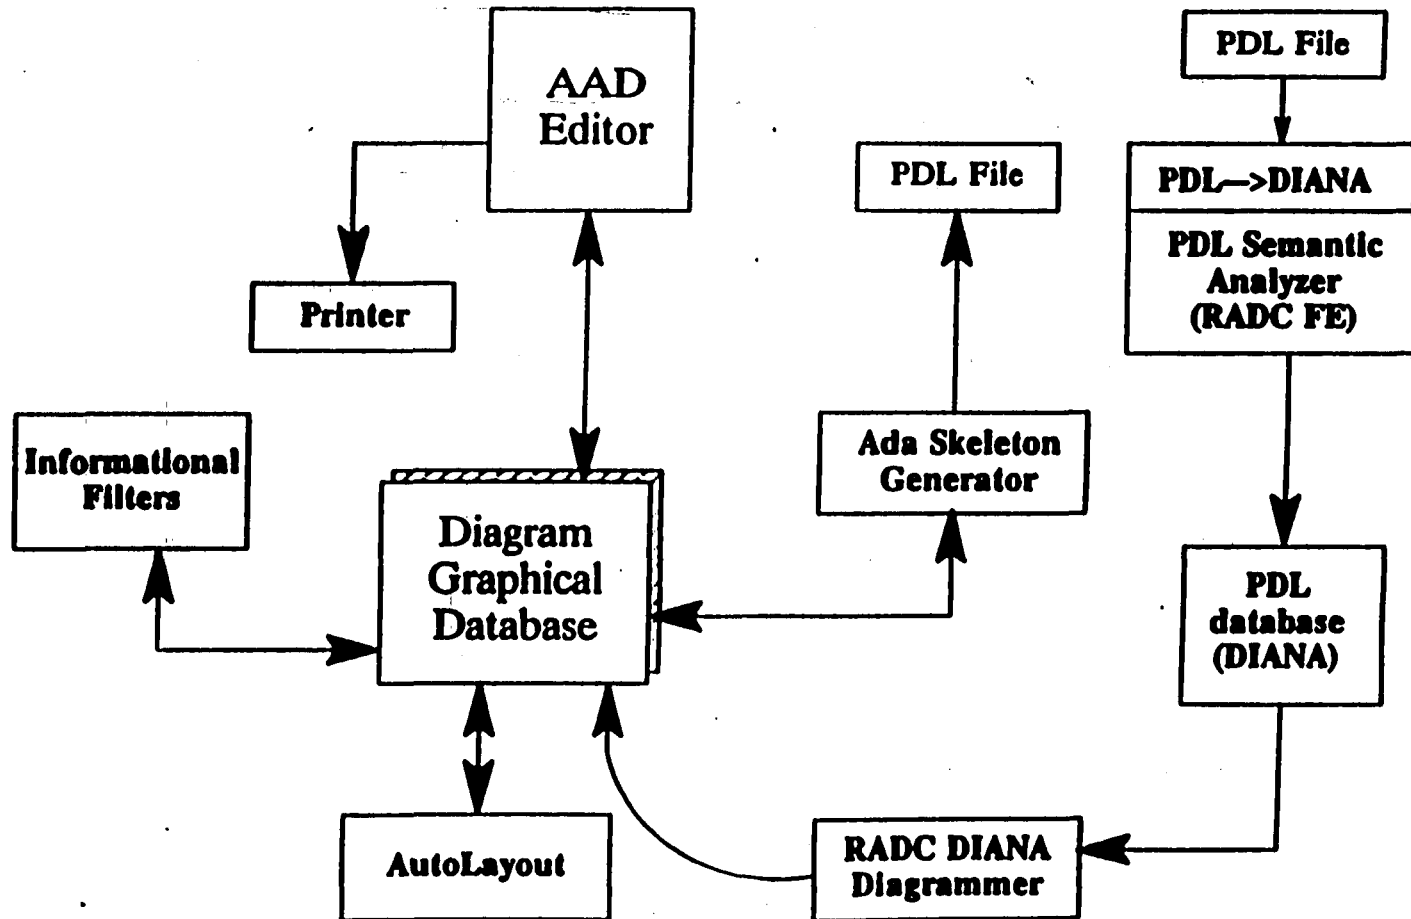 AAD
Editor
PDL File
PDL File
PDL—>DIANA
PDL Semantic
Analyzer
(RADC FE)
Printer
Informational
Filters
Ada Skeleton
Generator
Diagram
Graphical
Database
PDL
database
(DIANA)
AutoLayout
RADC DIANA
Diagrammer